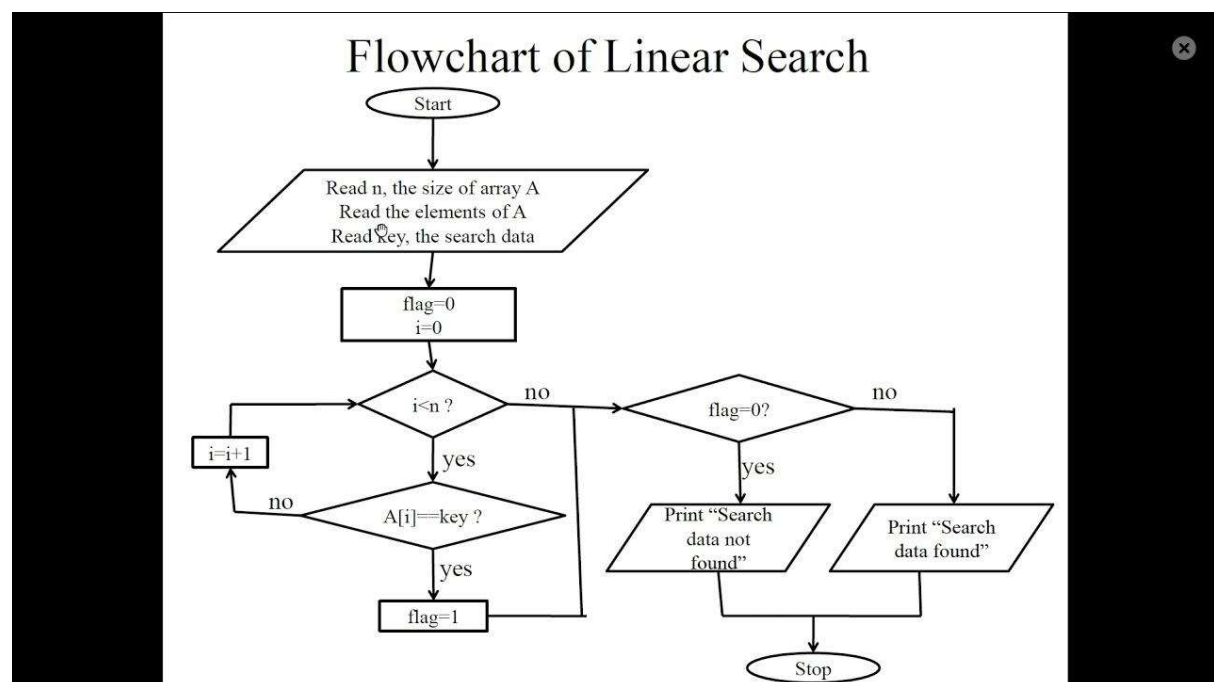 Flowchart of Linear Search
Start
Read n, the size of array A
Read the elements of A
Read key, the search data
flag=0
i=0
i<n ?
no
flag=0?
no
i=i+1
yes
yes
no
A[i]==key ?
Print “Search
data not
found”
Print “Search
data found”
yes
flag=1
Stop